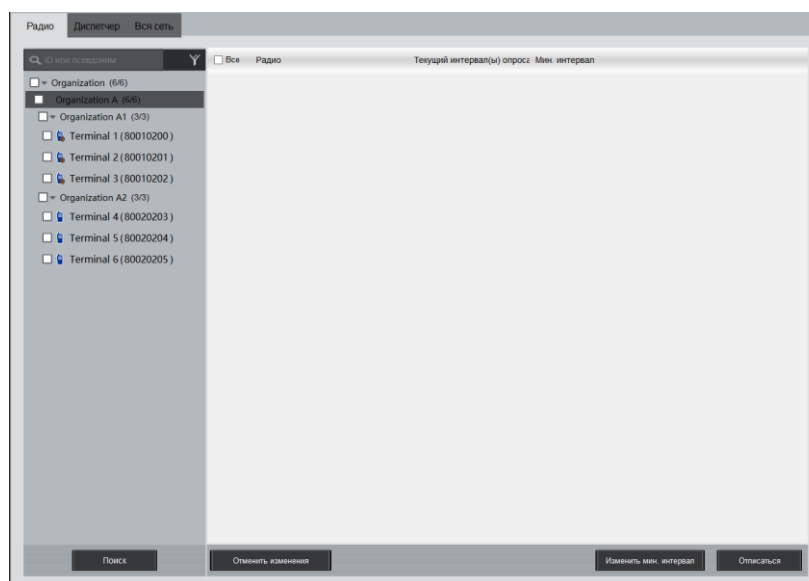 Радио Диспетчер Вся сеть
ID или псевдоним
Все Радио Текущий интервал(ы) опроса Мин. интервал
Organization (6/6)
Organization A (6/6)
Organization A1 (3/3)
Terminal 1 (80010200)
Terminal 2 (80010201)
Terminal 3 (80010202)
Organization A2 (3/3)
Terminal 4 (80020203)
Terminal 5 (80020204)
Terminal 6 (80020205)
Поиск Отменить изменения Изменить мин. интервал Отписаться